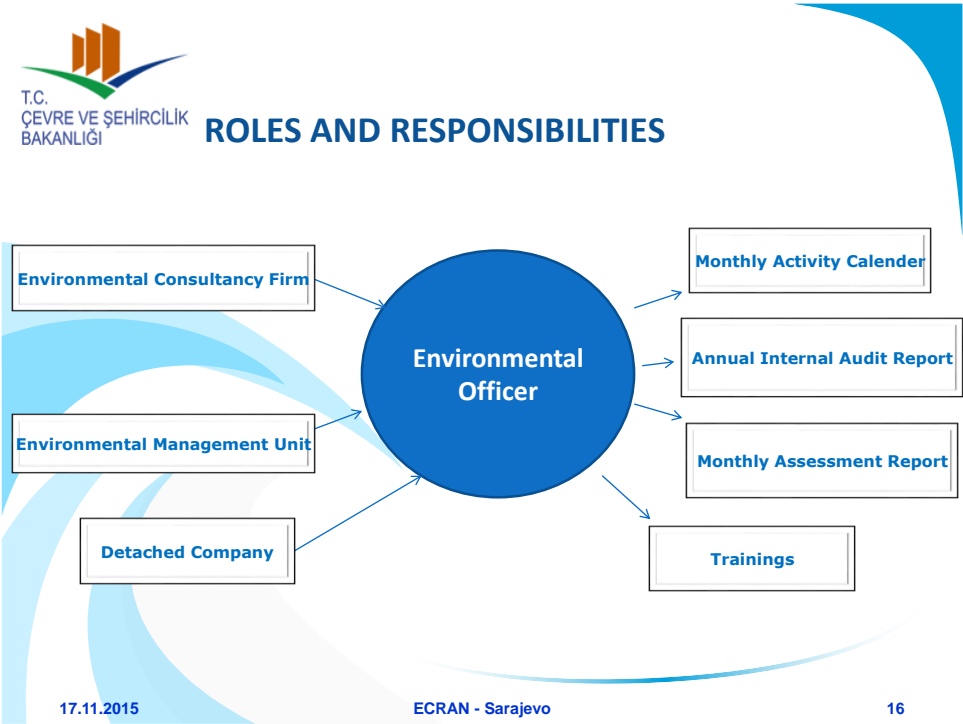 T.C.
ÇEVRE VE ŞEHİRCİLİK
BAKANLIĞI
ROLES AND RESPONSIBILITIES
Environmental Consultancy Firm
Environmental Management Unit
Detached Company
Environmental
Officer
Monthly Activity Calender
Annual Internal Audit Report
Monthly Assessment Report
Trainings
17.11.2015
ECRAN - Sarajevo
16